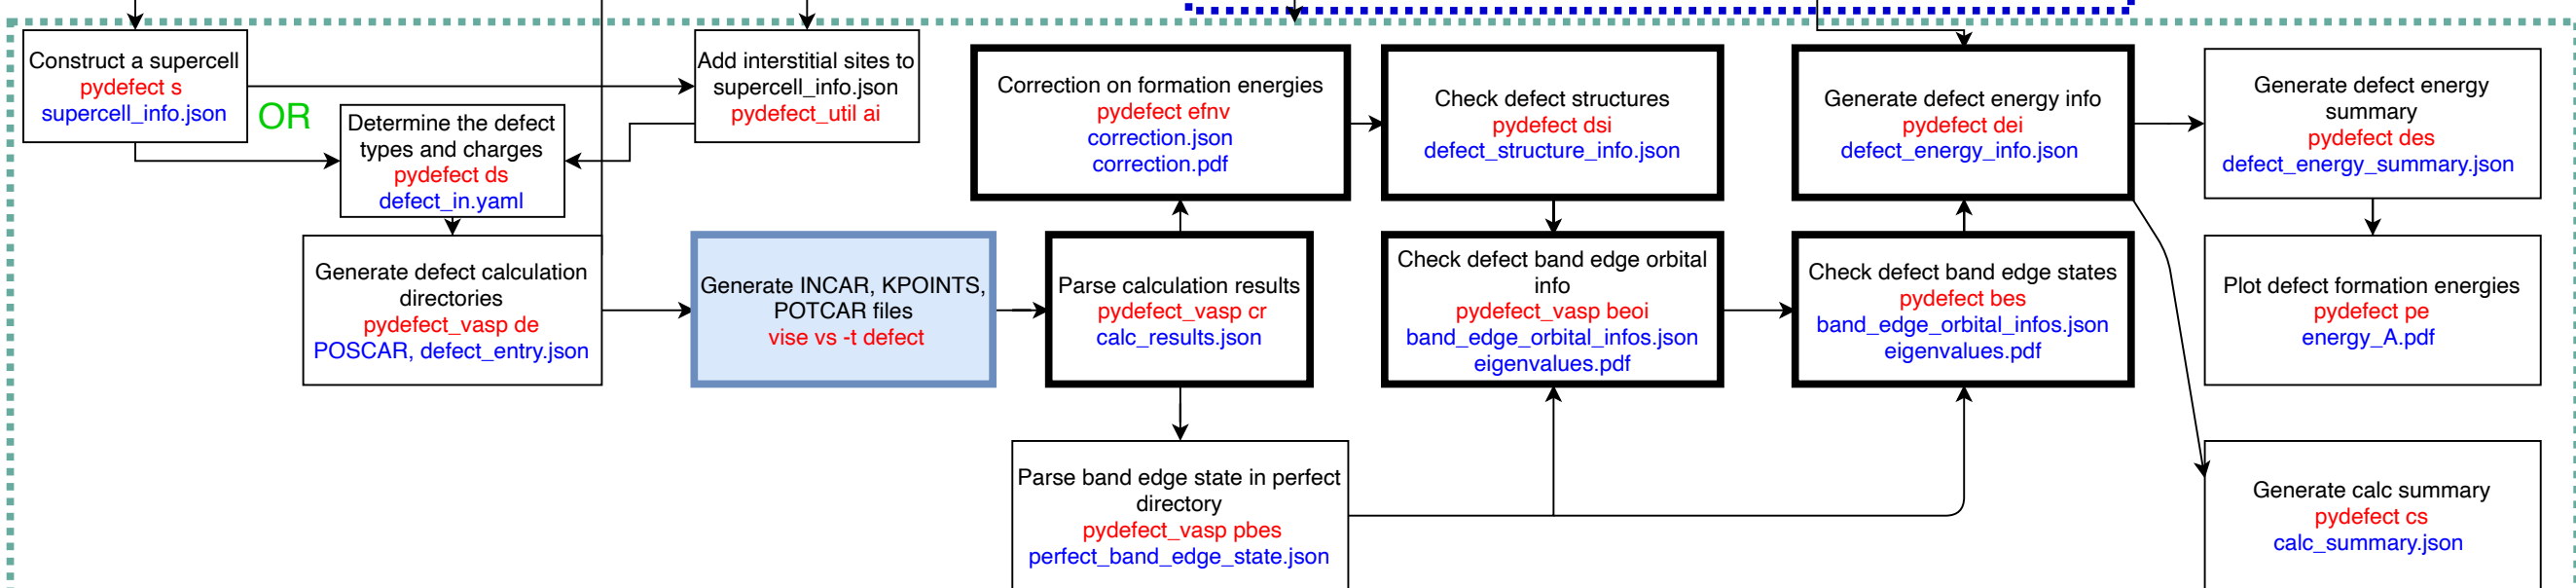 Construct a supercell
pydefect s
supercell_info.json
OR
Add interstitial sites to
supercell_info.json
pydefect_util ai
Determine the defect
types and charges
pydefect ds
defect_in.yaml
Generate defect calculation
directories
pydefect_vasp de
POSCAR, defect_entry.json
Generate INCAR, KPOINTS,
POTCAR files
vise vs -t defect
Parse calculation results
pydefect_vasp cr
calc_results.json
Correction on formation energies
pydefect efnv
correction.json
correction.pdf
Check defect structures
pydefect dsi
defect_structure_info.json
Check defect band edge orbital
info
pydefect_vasp beoi
band_edge_orbital_infos.json
eigenvalues.pdf
Parse band edge state in perfect
directory
pydefect_vasp pbes
perfect_band_edge_state.json
Check defect band edge states
pydefect bes
band_edge_orbital_infos.json
eigenvalues.pdf
Generate defect energy info
pydefect dei
defect_energy_info.json
Generate defect energy
summary
pydefect des
defect_energy_summary.json
Plot defect formation energies
pydefect pe
energy_A.pdf
Generate calc summary
pydefect cs
calc_summary.json